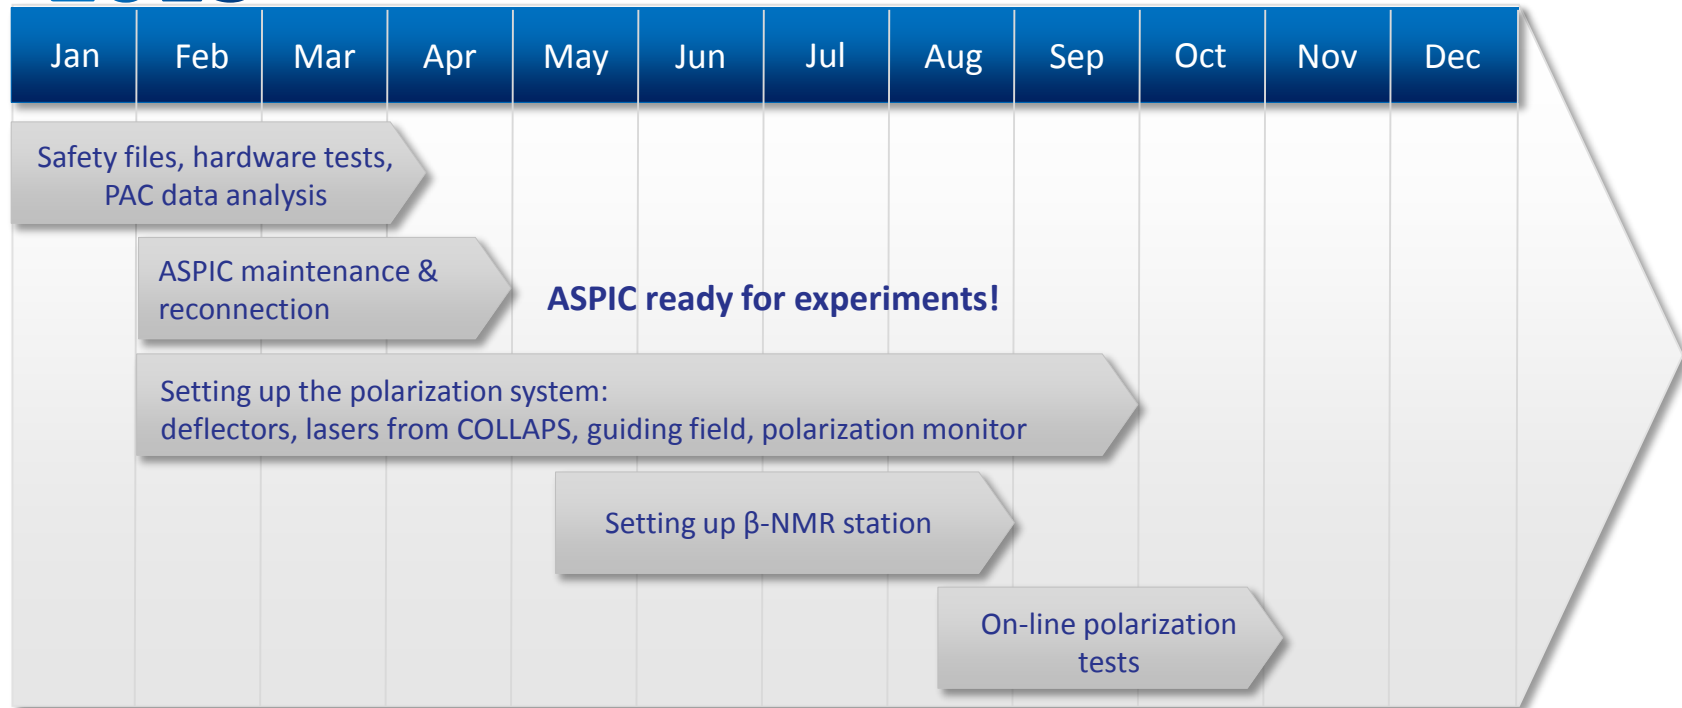 Jan Feb Mar Apr May Jun Jul Aug Sep Oct Nov Dec
Safety files, hardware tests,
PAC data analysis
ASPIC maintenance &
reconnection
ASPIC ready for experiments!
Setting up the polarization system:
deflectors, lasers from COLLAPS, guiding field, polarization monitor
Setting up β-NMR station
On-line polarization
tests